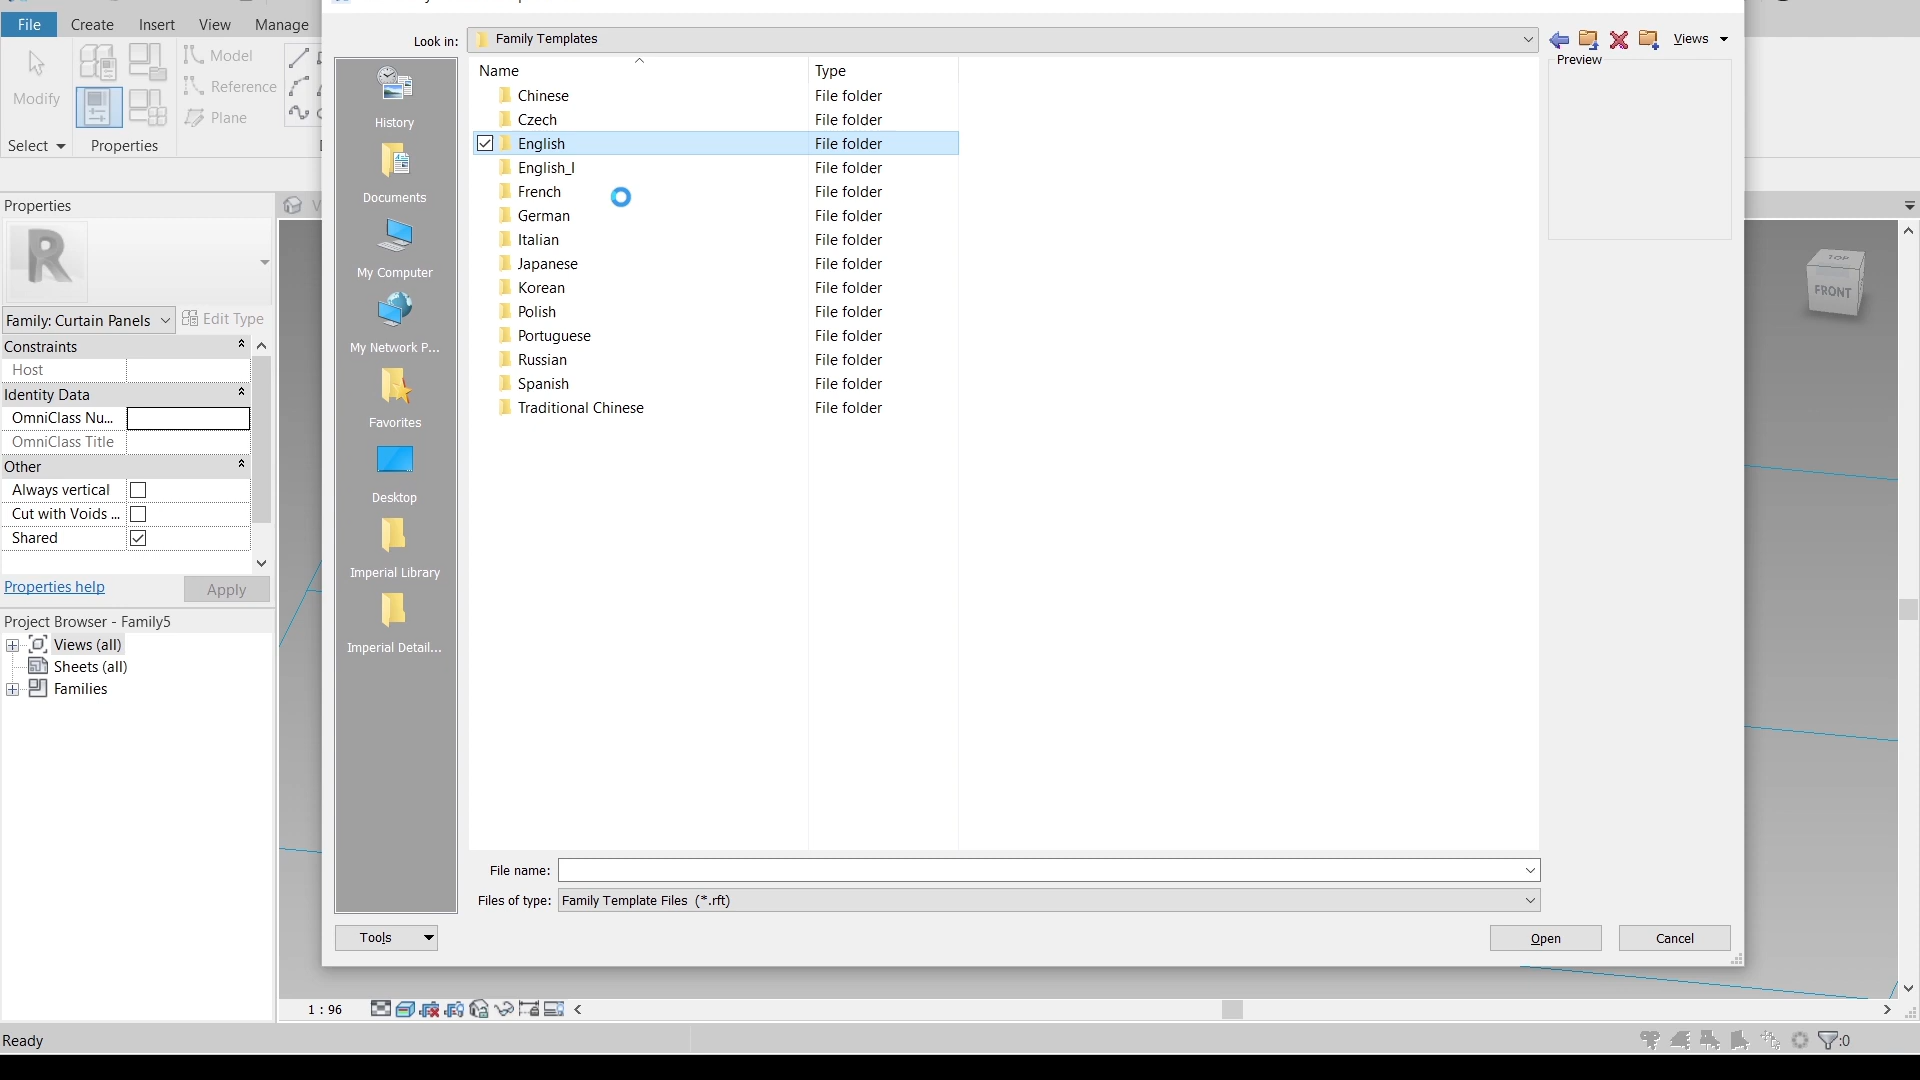 File Create Insert View Manage
Look in: Family Templates
Views
Model
Reference
Plane
Modify
Select
Properties
Name Type
Preview
Chinese File folder
Czech File folder
English File folder
English_I File folder
French File folder
German File folder
Italian File folder
Japanese File folder
Korean File folder
Polish File folder
Portuguese File folder
Russian File folder
Spanish File folder
Traditional Chinese File folder
History
Documents
My Computer
My Network P...
Favorites
Desktop
Imperial Library
Imperial Detail...
TOP
FRONT
Properties
R
Family: Curtain Panels Edit Type
Constraints
Host
Identity Data
OmniClass Nu...
OmniClass Title
Other
Always vertical
Cut with Voids ...
Shared
Properties help Apply
Project Browser - Family5
Views (all)
Sheets (all)
Families
File name:
Files of type: Family Template Files (*.rft)
Tools
Open Cancel
1 : 96
Ready
:0